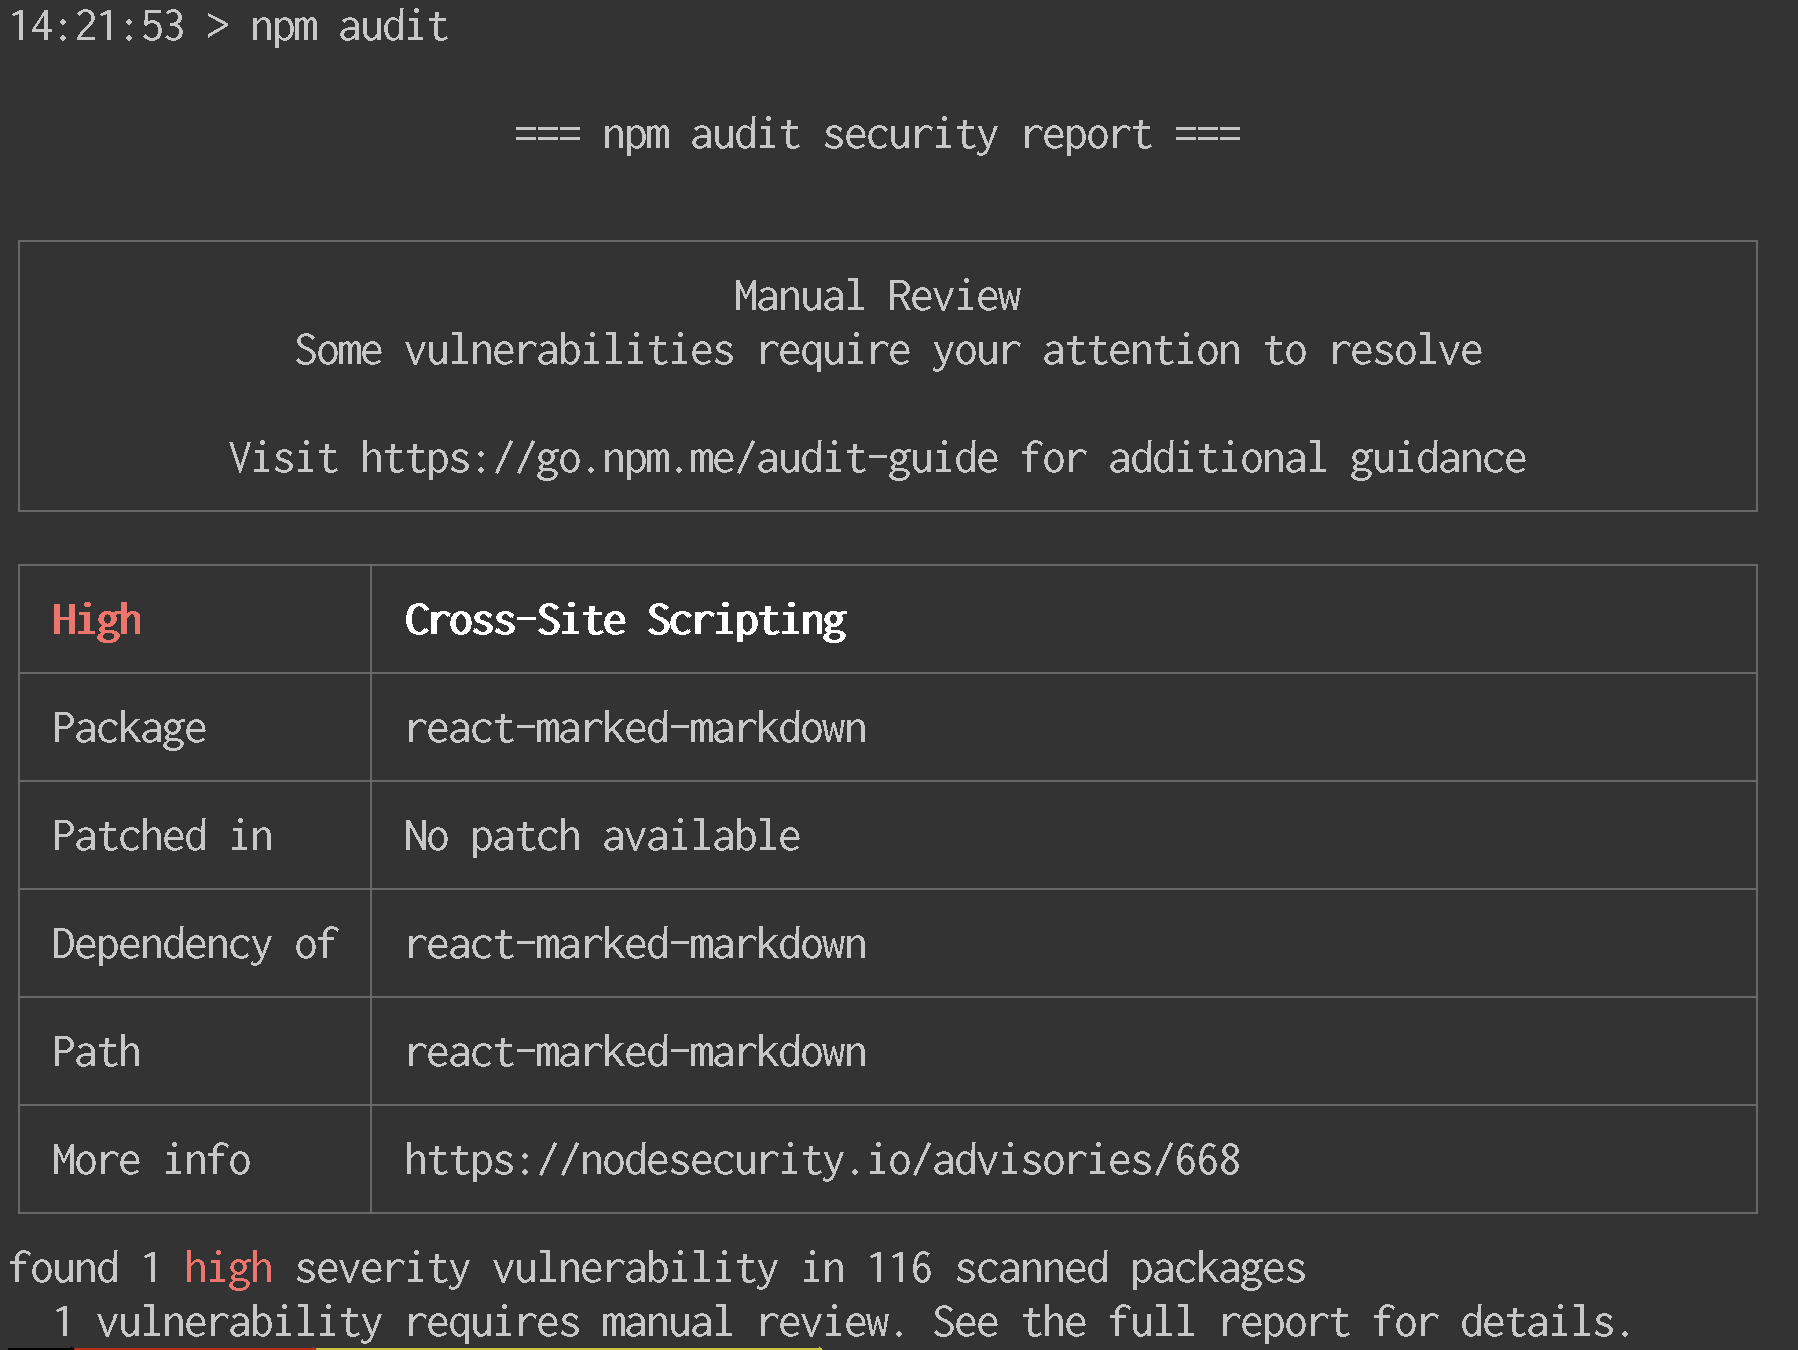 14:21:53 > npm audit
=== npm audit security report ===
Manual Review
Some vulnerabilities require your attention to resolve
Visit https://go.npm.me/audit-guide for additional guidance
High Cross-Site Scripting
Package react-marked-markdown
Patched in No patch available
Dependency of react-marked-markdown
Path react-marked-markdown
More info https://nodesecurity.io/advisories/668
found 1 high severity vulnerability in 116 scanned packages
1 vulnerability requires manual review. See the full report for details.